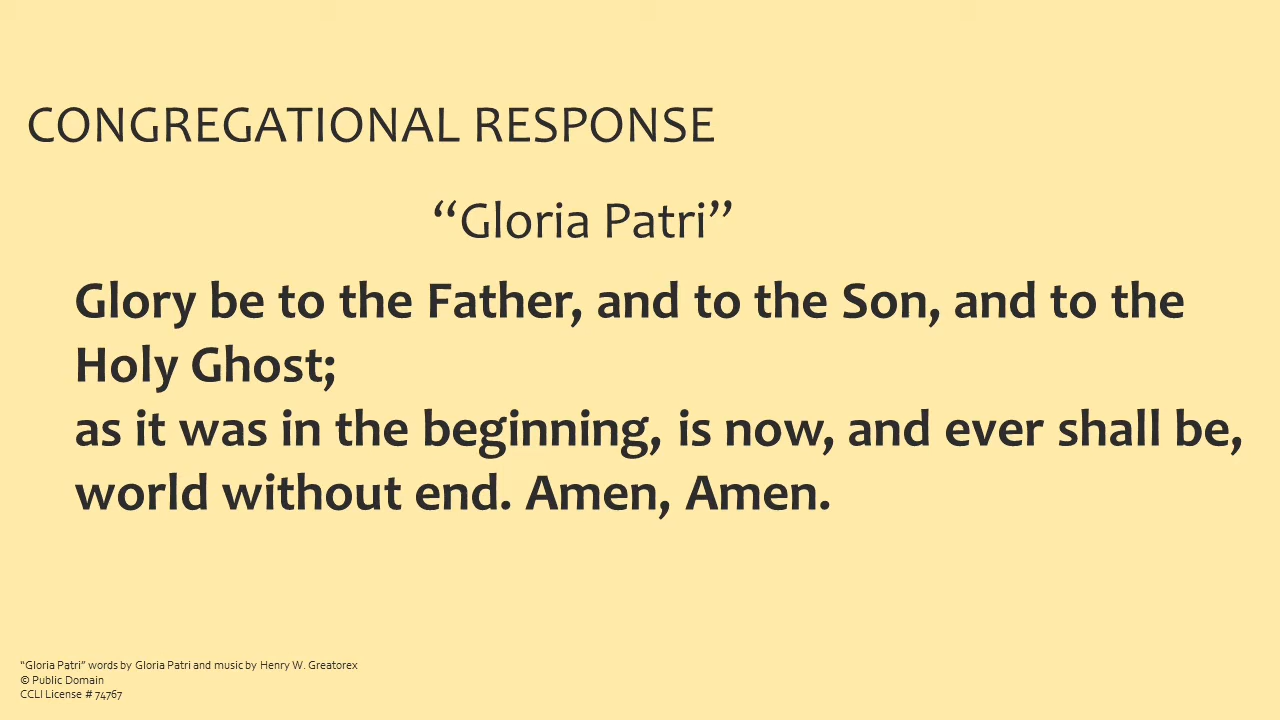 CONGREGATIONAL RESPONSE
“Gloria Patri”
Glory be to the Father, and to the Son, and to the
Holy Ghost;
as it was in the beginning, is now, and ever shall be,
world without end. Amen, Amen.
"Gloria Patri" words by Gloria Patri and music by Henry W. Greatorex
© Public Domain
CCLI License # 74767